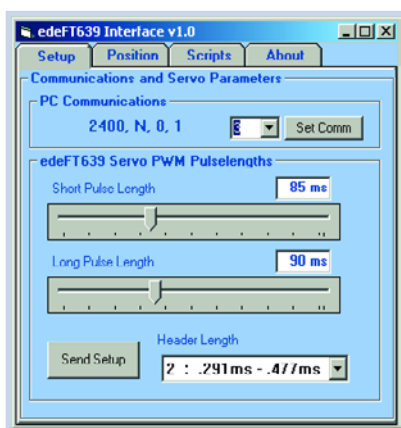 edeFT639 Interface v1.0
Setup Position Scripts About
Communications and Servo Parameters
PC Communications
2400, N, 0, 1 3 Set Comm
edeFT639 Servo PWM Pulselengths
Short Pulse Length 85 ms
Long Pulse Length 90 ms
Header Length
Send Setup 2 : .291ms - .477ms